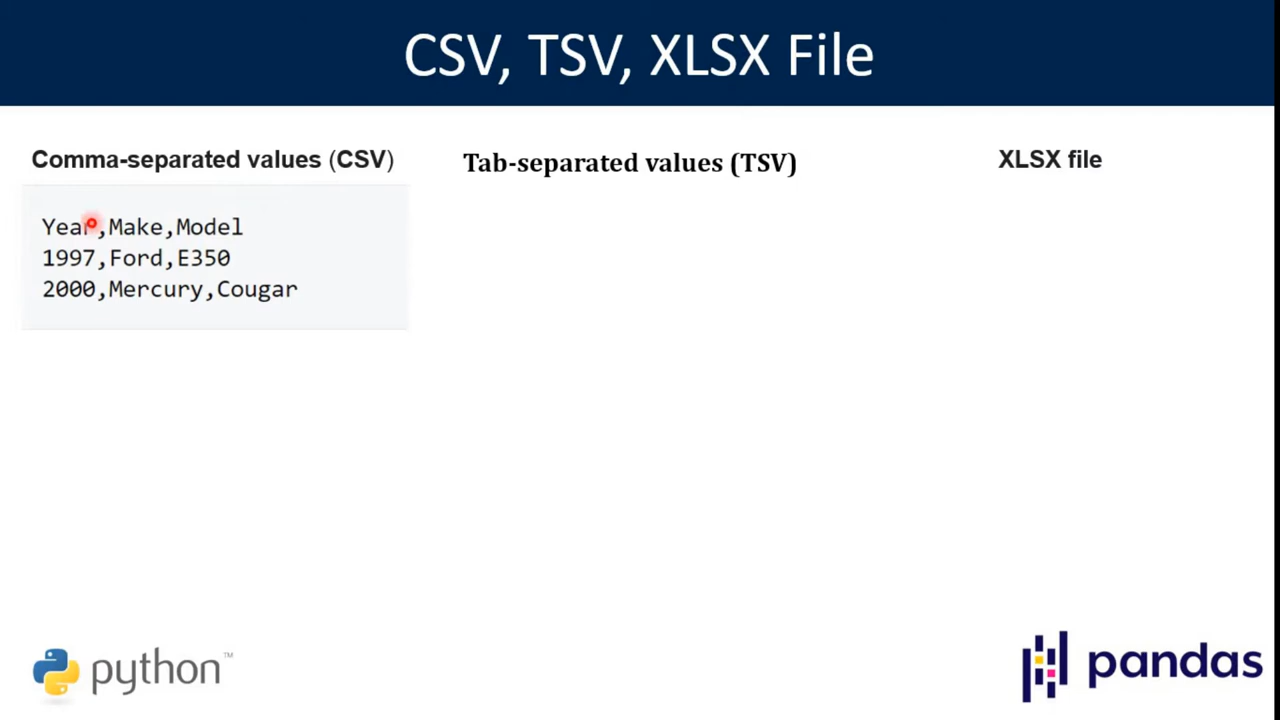 CSV, TSV, XLSX File
Comma-separated values (CSV)
Year,Make,Model
1997,Ford,E350
2000,Mercury,Cougar
Tab-separated values (TSV)
XLSX file
python™
pandas